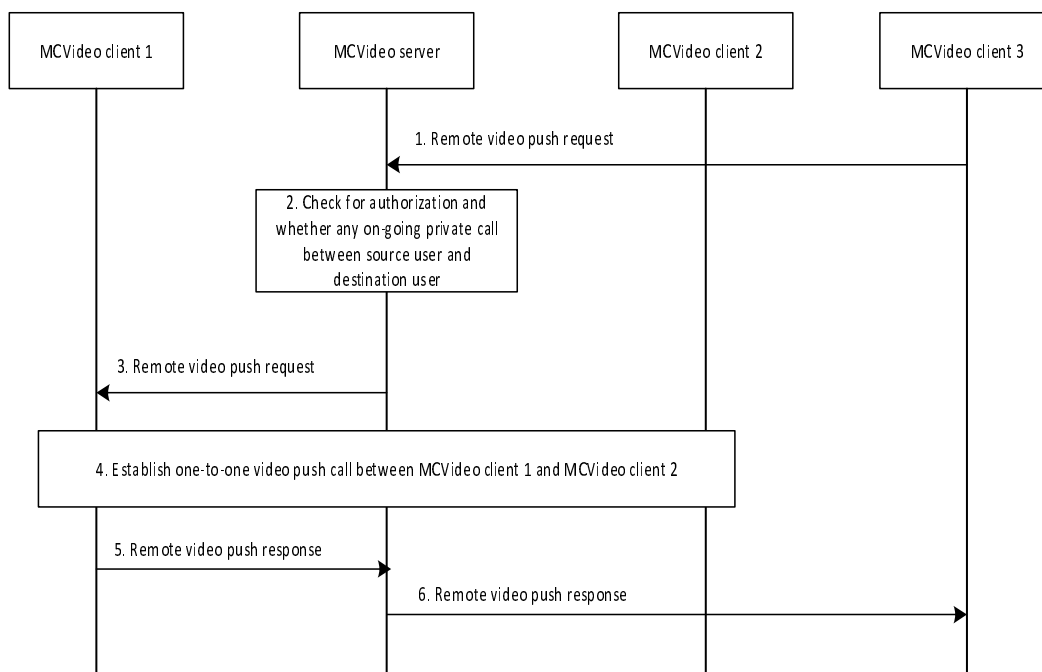 MCVideo client 1
MCVideo server
MCVideo client 2
MCVideo client 3
1. Remote video push request
2. Check for authorization and
whether any on-going private call
between source user and
destination user
3. Remote video push request
4. Establish one-to-one video push call between MCVideo client 1 and MCVideo client 2
5. Remote video push response
6. Remote video push response